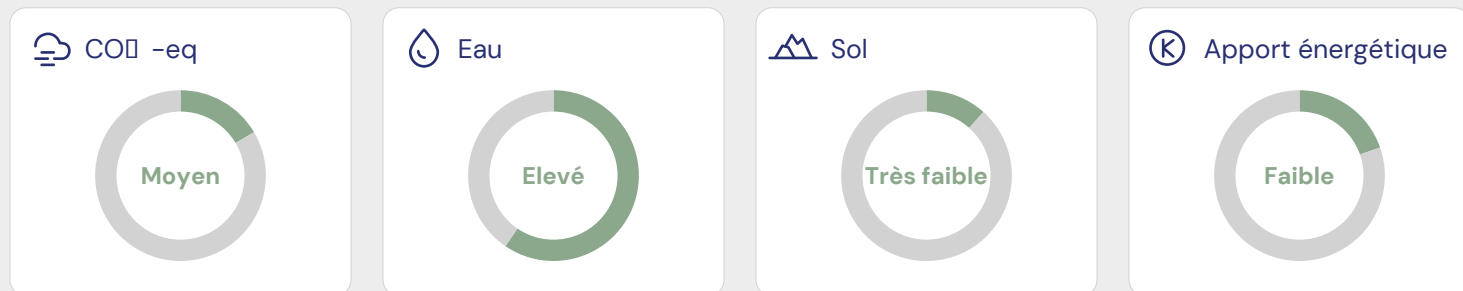 CO▯ -eq
Eau
Sol
Apport énergétique
Moyen
Elevé
Très faible
Faible